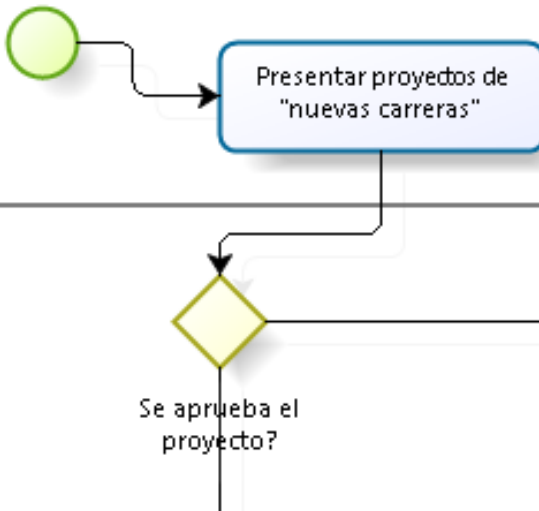 Presentar proyectos de
"nuevas carreras"
Se aprueba el
proyecto?